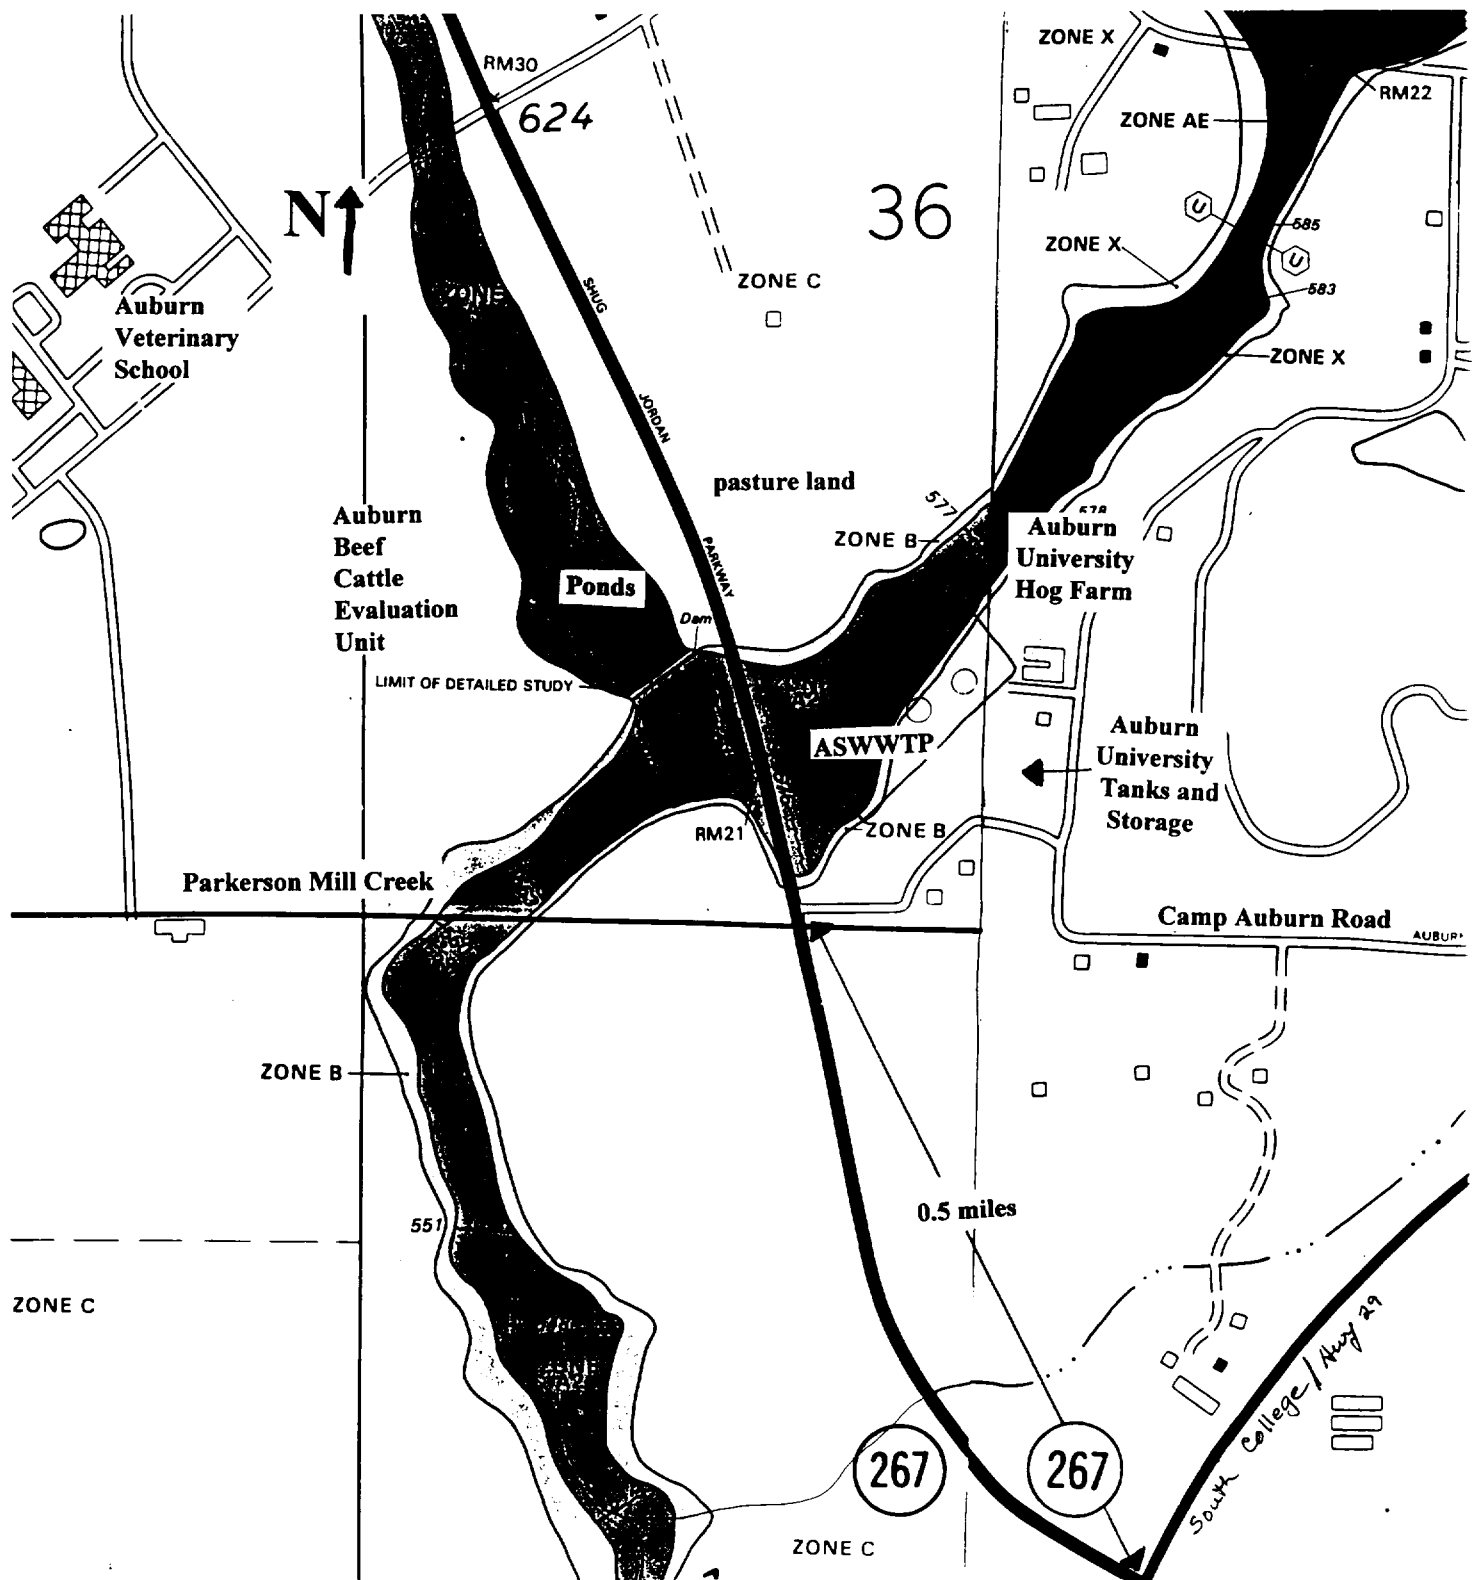 ZONE X
RM30
RM22
624
ZONE AE
N
36
U
585
ZONE X
U
ZONE C
583
ZONE
SHUG
Auburn
Veterinary
School
ZONE X
JORDAN
pasture land
577
578
Auburn
Beef
Cattle
Evaluation
Unit
ZONE B
Auburn
University
Hog Farm
PARKWAY
Ponds
Dam
LIMIT OF DETAILED STUDY
ASWWTP
Auburn
University
Tanks and
Storage
RM21
ZONE B
Parkerson Mill Creek
Camp Auburn Road
AUBURN
ZONE B
0.5 miles
551
ZONE C
South College / Hwy 29
267
267
ZONE C